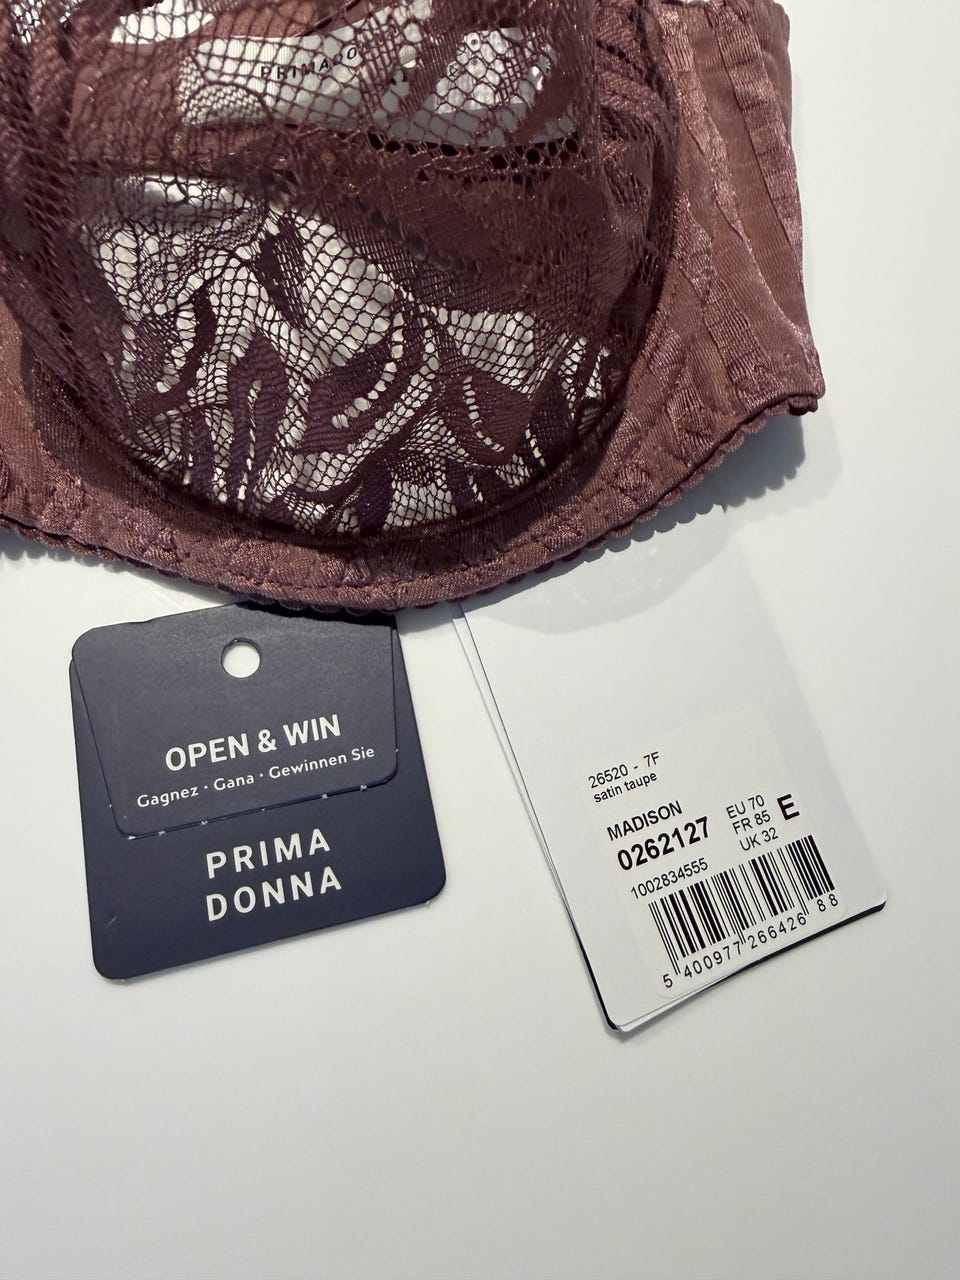 OPEN & WIN
Gagnez · Gana · Gewinnen Sie
PRIMA
DONNA
26520 - 7F
satin taupe
MADISON
0262127
EU 70
FR 85
UK 32
E
1002834555
5 400977 266426 88